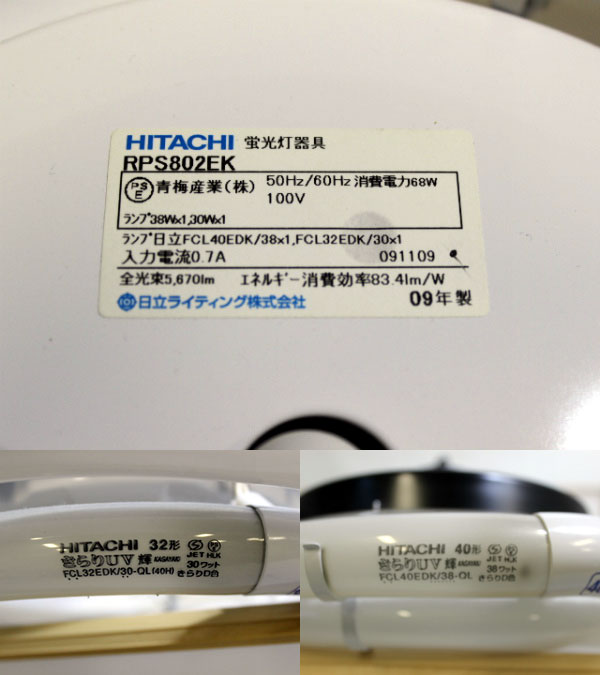 HITACHI 蛍光灯器具
RPS802EK
PSE 青梅産業(株) 50Hz/60Hz 消費電力68W
100V
ランプ38Wx1,30Wx1
ランプ日立FCL40EDK/38x1,FCL32EDK/30x1
入力電流0.7A 091109
全光束5,670lm エネルギー消費効率83.4lm/W
日立ライティング株式会社 09年製
HITACHI 32形
きらりUV 輝 KAGAYAKI JET HLK
30ワット
FCL32EDK/30-QL(40H) きらりD色
HITACHI 40形
きらりUV 輝 KAGAYAKI JET HLK
38ワット
FCL40EDK/38-QL きらりD色